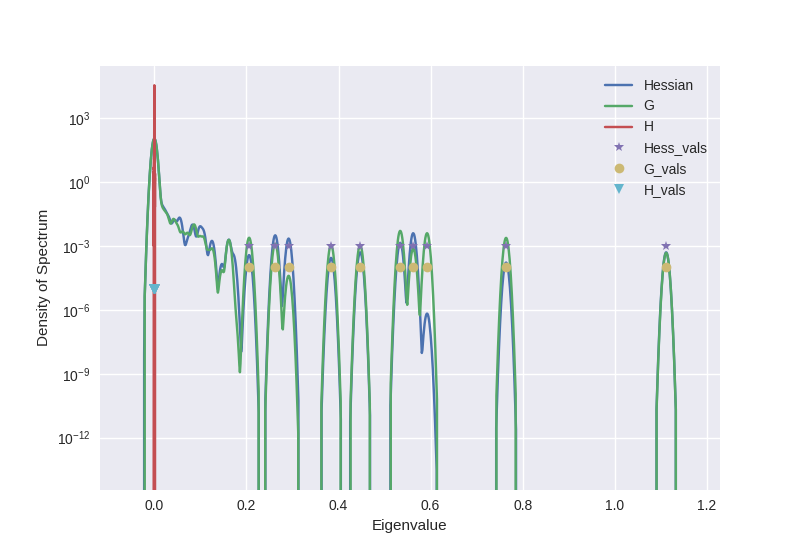 Hessian
G
H
Hess_vals
G_vals
H_vals
10^3
10^0
10^−3
10^−6
10^−9
10^−12
Density of Spectrum
0.0 0.2 0.4 0.6 0.8 1.0 1.2
Eigenvalue